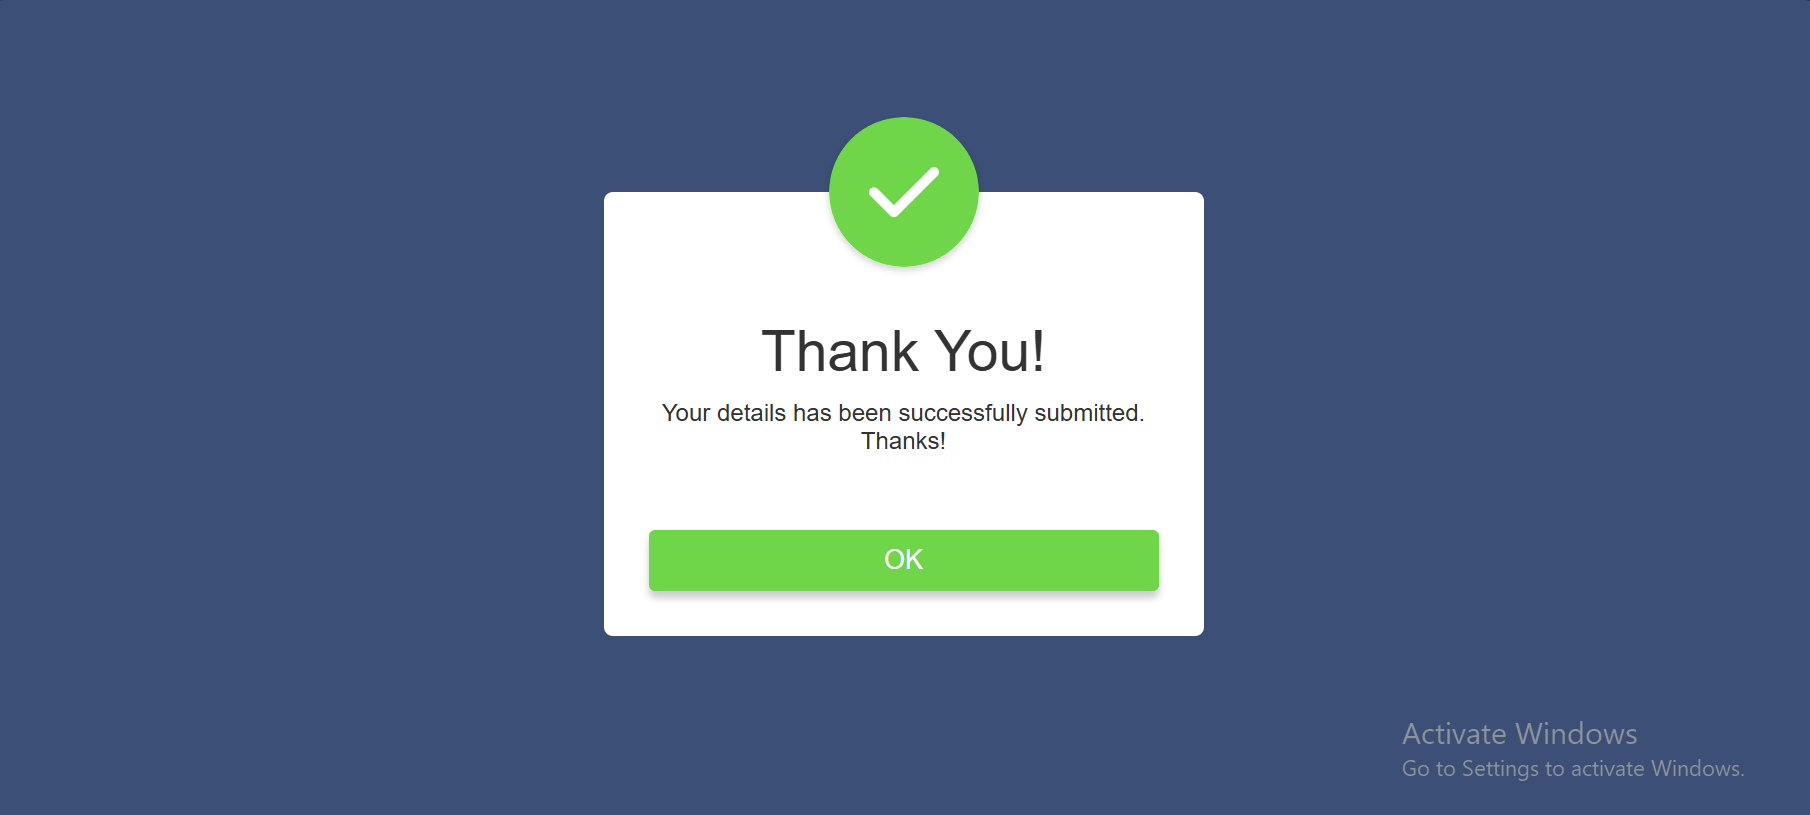 Thank You!
Your details has been successfully submitted.
Thanks!
OK
Activate Windows
Go to Settings to activate Windows.